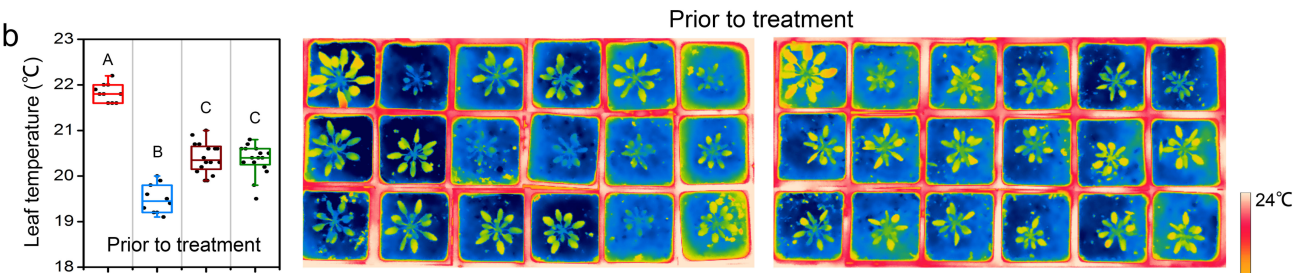 b
Prior to treatment
23
22
21
20
19
18
Leaf temperature (℃)
A
B
C
C
Prior to treatment
24℃